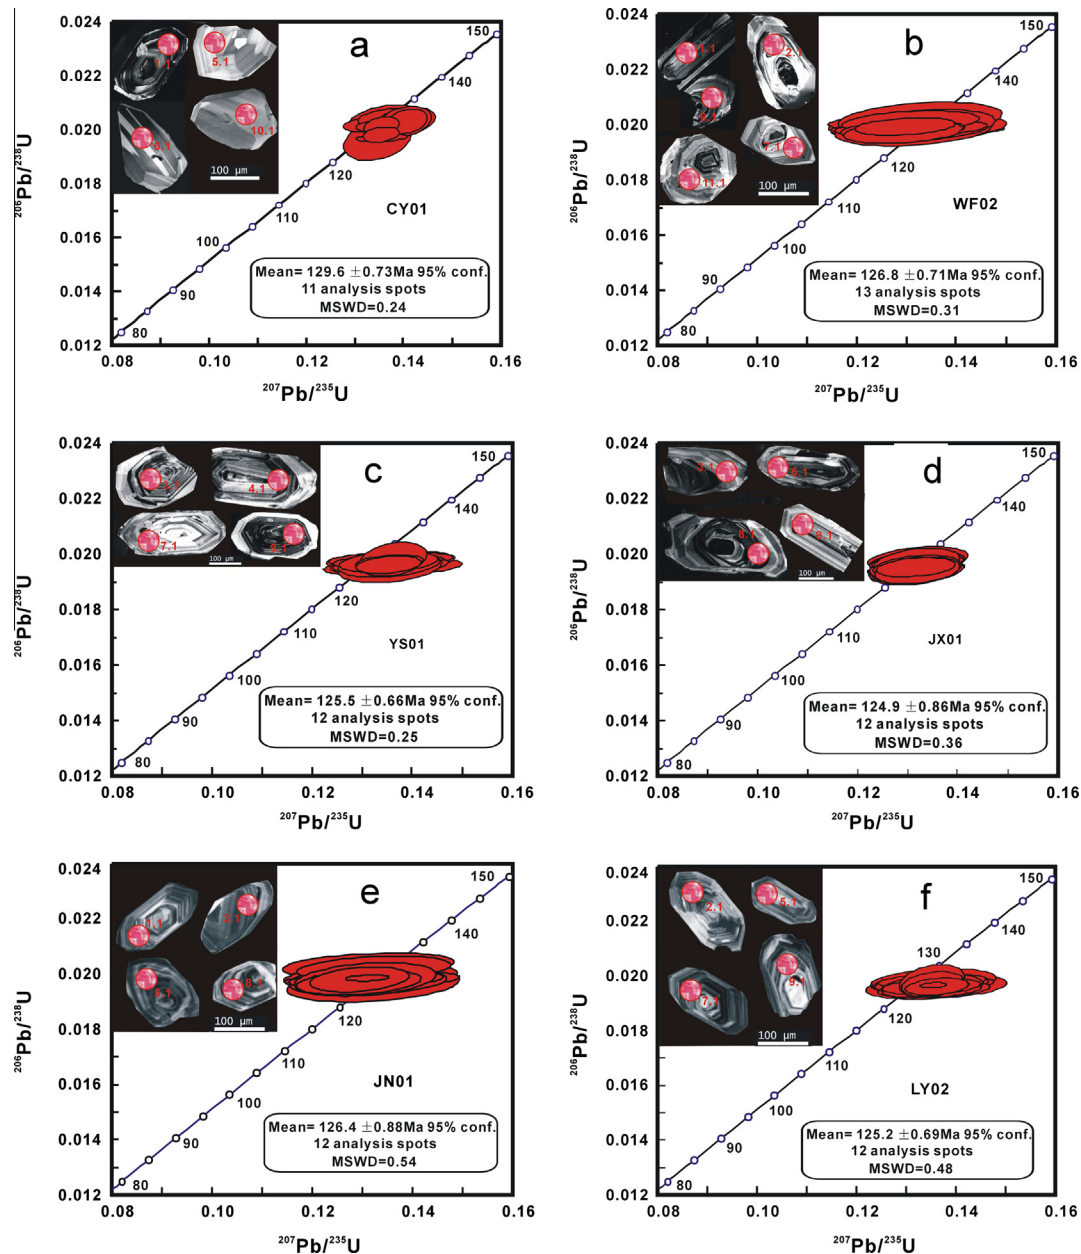 a
0.024
0.022
0.020
0.018
0.016
0.014
0.012
0.08
0.10
0.12
0.14
0.16
²⁰⁶Pb/²³⁸U
²⁰⁷Pb/²³⁵U
150
140
120
110
100
90
80
1.1
5.1
10.1
100 μm
CY01
Mean= 129.6 ±0.73Ma 95% conf.
11 analysis spots
MSWD=0.24
b
0.024
0.022
0.020
0.018
0.016
0.014
0.012
0.08
0.10
0.12
0.14
0.16
²⁰⁶Pb/²³⁸U
²⁰⁷Pb/²³⁵U
150
140
120
110
100
90
80
1.1
2.1
7.1
11.1
100 μm
WF02
Mean= 126.8 ±0.71Ma 95% conf.
13 analysis spots
MSWD=0.31
c
0.024
0.022
0.020
0.018
0.016
0.014
0.012
0.08
0.10
0.12
0.14
0.16
²⁰⁶Pb/²³⁸U
²⁰⁷Pb/²³⁵U
150
140
120
110
100
90
80
4.1
7.1
100 μm
YS01
Mean= 125.5 ±0.66Ma 95% conf.
12 analysis spots
MSWD=0.25
d
0.024
0.022
0.020
0.018
0.016
0.014
0.012
0.08
0.10
0.12
0.14
0.16
²⁰⁶Pb/²³⁸U
²⁰⁷Pb/²³⁵U
150
140
120
110
100
90
80
3.1
8.1
9.1
100 μm
JX01
Mean= 124.9 ±0.86Ma 95% conf.
12 analysis spots
MSWD=0.36
e
0.024
0.022
0.020
0.018
0.016
0.014
0.012
0.08
0.10
0.12
0.14
0.16
²⁰⁶Pb/²³⁸U
²⁰⁷Pb/²³⁵U
150
140
120
110
100
90
80
1.1
100 μm
JN01
Mean= 126.4 ±0.88Ma 95% conf.
12 analysis spots
MSWD=0.54
f
0.024
0.022
0.020
0.018
0.016
0.014
0.012
0.08
0.10
0.12
0.14
0.16
²⁰⁶Pb/²³⁸U
²⁰⁷Pb/²³⁵U
150
140
130
120
110
100
90
80
2.1
5.1
7.1
9.1
100 μm
LY02
Mean= 125.2 ±0.69Ma 95% conf.
12 analysis spots
MSWD=0.48